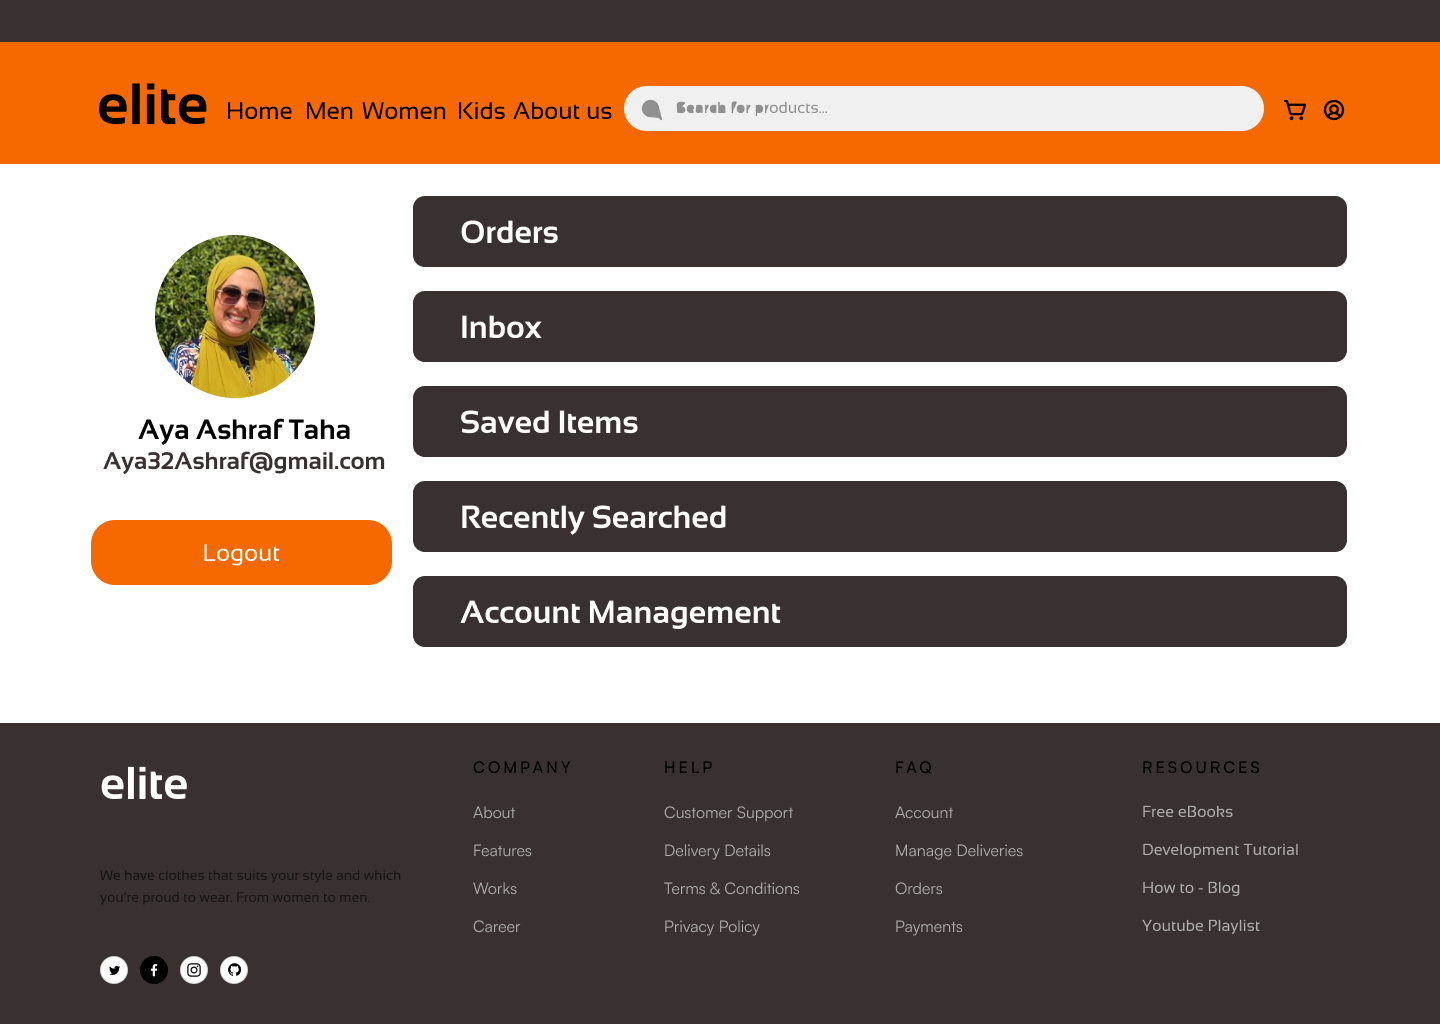 elite
Home Men Women Kids About us
Search for products...
Orders
Inbox
Saved Items
Recently Searched
Account Management
Aya Ashraf Taha
Aya32Ashraf@gmail.com
Logout
elite
We have clothes that suits your style and which
you're proud to wear. From women to men.
COMPANY
About
Features
Works
Career
HELP
Customer Support
Delivery Details
Terms & Conditions
Privacy Policy
FAQ
Account
Manage Deliveries
Orders
Payments
RESOURCES
Free eBooks
Development Tutorial
How to - Blog
Youtube Playlist